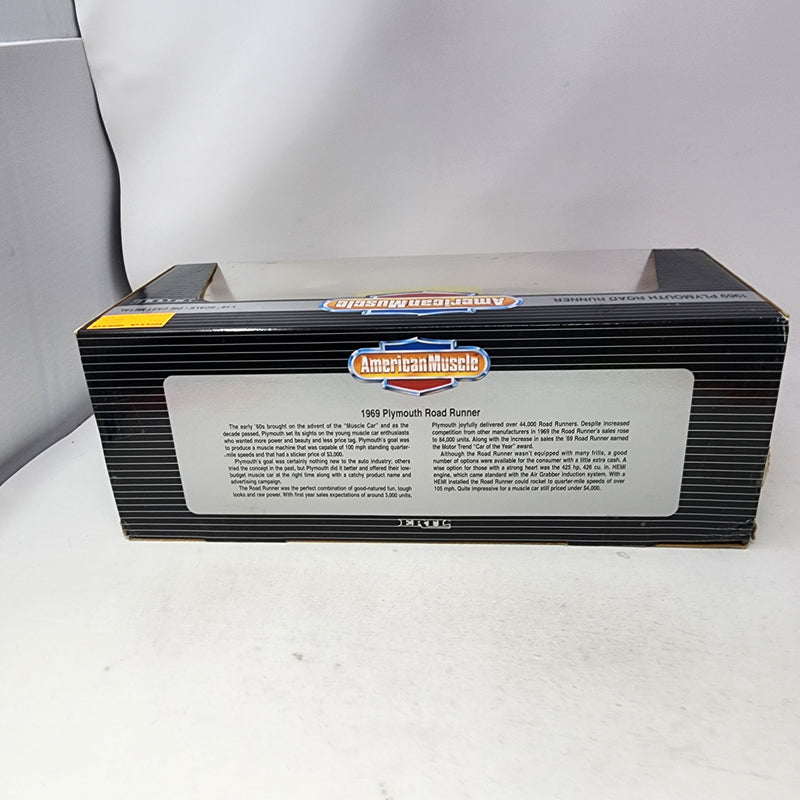 1969 PLYMOUTH ROAD RUNNER
AmericanMuscle
1/18 SCALE - DIE CAST METAL
ERTL
AmericanMuscle
1969 Plymouth Road Runner
The early '60s brought on the advent of the "Muscle Car" and as the
decade passed, Plymouth set its sights on the young muscle car enthusiasts
who wanted more power and beauty and less price tag. Plymouth's goal was
to produce a muscle machine that was capable of 100 mph standing quarter-
mile speeds and that had a sticker price of $3,000.
Plymouth's goal was certainly nothing new to the auto industry; others
tried the concept in the past, but Plymouth did it better and offered their low-
budget muscle car at the right time along with a catchy product name and
advertising campaign.
The Road Runner was the perfect combination of good-natured fun, tough
looks and raw power. With first year sales expectations of around 3,000 units,
Plymouth joyfully delivered over 44,000 Road Runners. Despite increased
competition from other manufacturers in 1969 the Road Runner's sales rose
to 84,000 units. Along with the increase in sales the '69 Road Runner earned
the Motor Trend "Car of the Year" award.
Although the Road Runner wasn't equipped with many frills, a good
number of options were available for the consumer with a little extra cash. A
wise option for those with a strong heart was the 425 hp, 426 cu. in. HEMI
engine, which came standard with the Air Grabber induction system. With a
HEMI installed the Road Runner could rocket to quarter-mile speeds of over
105 mph. Quite impressive for a muscle car still priced under $4,000.
ERTL